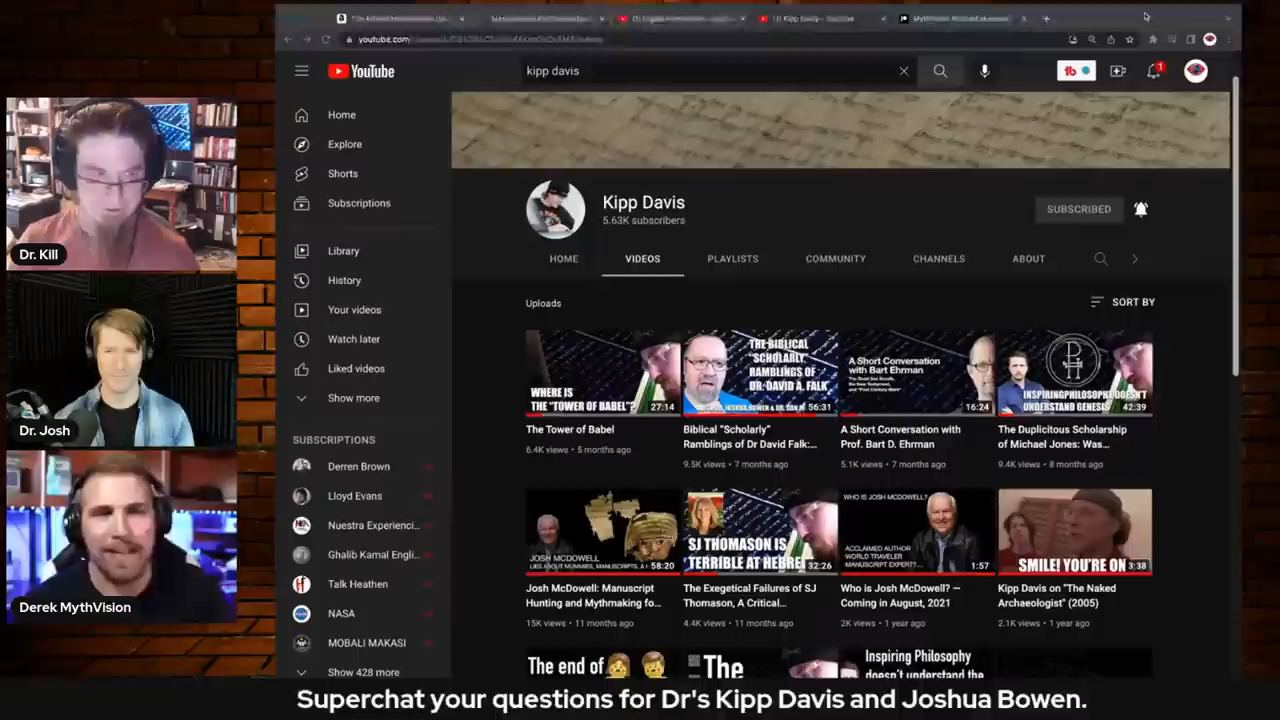 youtube.com
YouTube
kipp davis
1
Home
Explore
Shorts
Subscriptions
Library
History
Your videos
Watch later
Liked videos
Show more
SUBSCRIPTIONS
Derren Brown
Lloyd Evans
Nuestra Experienci...
Ghalib Kamal Engli...
Talk Heathen
NASA
MOBALI MAKASI
Show 428 more
Kipp Davis
5.63K subscribers
SUBSCRIBED
HOME VIDEOS PLAYLISTS COMMUNITY CHANNELS ABOUT
Uploads
SORT BY
WHERE IS
THE "TOWER OF BABEL"?
27:14
The Tower of Babel
6.4K views • 5 months ago
THE BIBLICAL
"SCHOLARLY"
RAMBLINGS OF
DR. DAVID A. FALK
56:31
Biblical "Scholarly"
Ramblings of Dr David Falk:...
9.5K views • 7 months ago
A Short Conversation
with Bart Ehrman
16:24
A Short Conversation with
Prof. Bart D. Ehrman
5.1K views • 7 months ago
INSPIRINGPHILOSOPHY DOESN'T
UNDERSTAND GENESIS
42:39
The Duplicitous Scholarship
of Michael Jones: Was...
9.4K views • 8 months ago
JOSH MCDOWELL
LIES ABOUT MUMMIES, MANUSCRIPTS,
58:20
Josh McDowell: Manuscript
Hunting and Mythmaking fo...
15K views • 11 months ago
SJ THOMASON IS
TERRIBLE AT HEBREW
32:26
The Exegetical Failures of SJ
Thomason, A Critical...
4.4K views • 11 months ago
WHO IS JOSH MCDOWELL?
ACCLAIMED AUTHOR
WORLD TRAVELER
MANUSCRIPT EXPERT?...
1:57
Who is Josh McDowell? —
Coming in August, 2021
2K views • 1 year ago
SMILE! YOU'RE ON
3:38
Kipp Davis on "The Naked
Archaeologist" (2005)
2.1K views • 1 year ago
The end of
The
Inspiring Philosophy
doesn't understand the
Dr. Kill
Dr. Josh
Derek MythVision
Superchat your questions for Dr's Kipp Davis and Joshua Bowen.